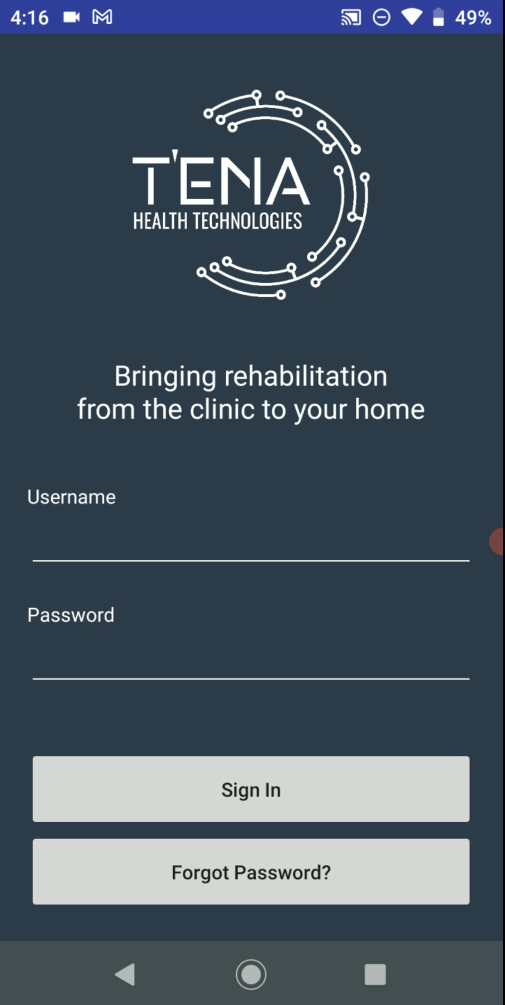 4:16
49%
T'ENA
HEALTH TECHNOLOGIES
Bringing rehabilitation
from the clinic to your home
Username
Password
Sign In
Forgot Password?